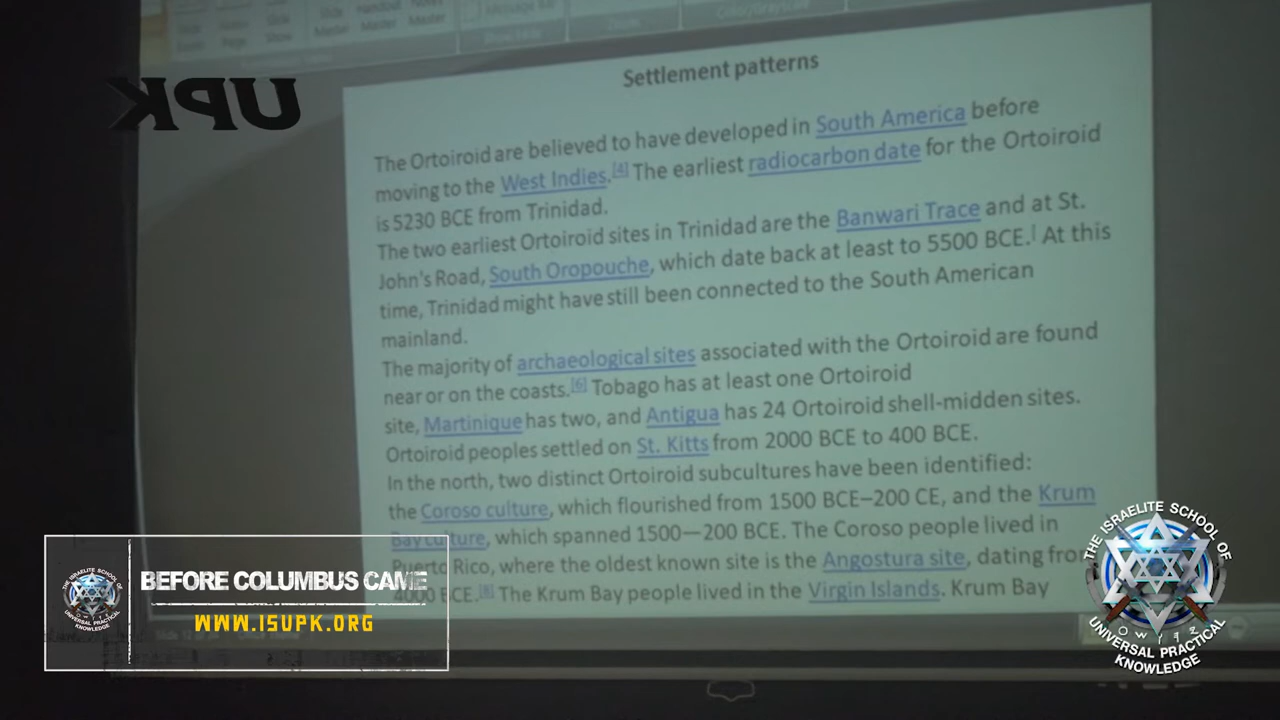 Slide
Master
Handout
Master
Notes
Master
Page
Show
UPK
Settlement patterns
The Ortoiroid are believed to have developed in South America before
moving to the West Indies.[4] The earliest radiocarbon date for the Ortoiroid
is 5230 BCE from Trinidad.
The two earliest Ortoiroid sites in Trinidad are the Banwari Trace and at St.
John's Road, South Oropouche, which date back at least to 5500 BCE.] At this
time, Trinidad might have still been connected to the South American
mainland.
The majority of archaeological sites associated with the Ortoiroid are found
near or on the coasts.[6] Tobago has at least one Ortoiroid
site, Martinique has two, and Antigua has 24 Ortoiroid shell-midden sites.
Ortoiroid peoples settled on St. Kitts from 2000 BCE to 400 BCE.
In the north, two distinct Ortoiroid subcultures have been identified:
the Coroso culture, which flourished from 1500 BCE–200 CE, and the Krum
Bay culture, which spanned 1500—200 BCE. The Coroso people lived in
Puerto Rico, where the oldest known site is the Angostura site, dating from
4000 BCE.[8] The Krum Bay people lived in the Virgin Islands. Krum Bay
BEFORE COLUMBUS CAME
WWW.ISUPK.ORG
THE ISRAELITE SCHOOL OF
UNIVERSAL PRACTICAL
KNOWLEDGE